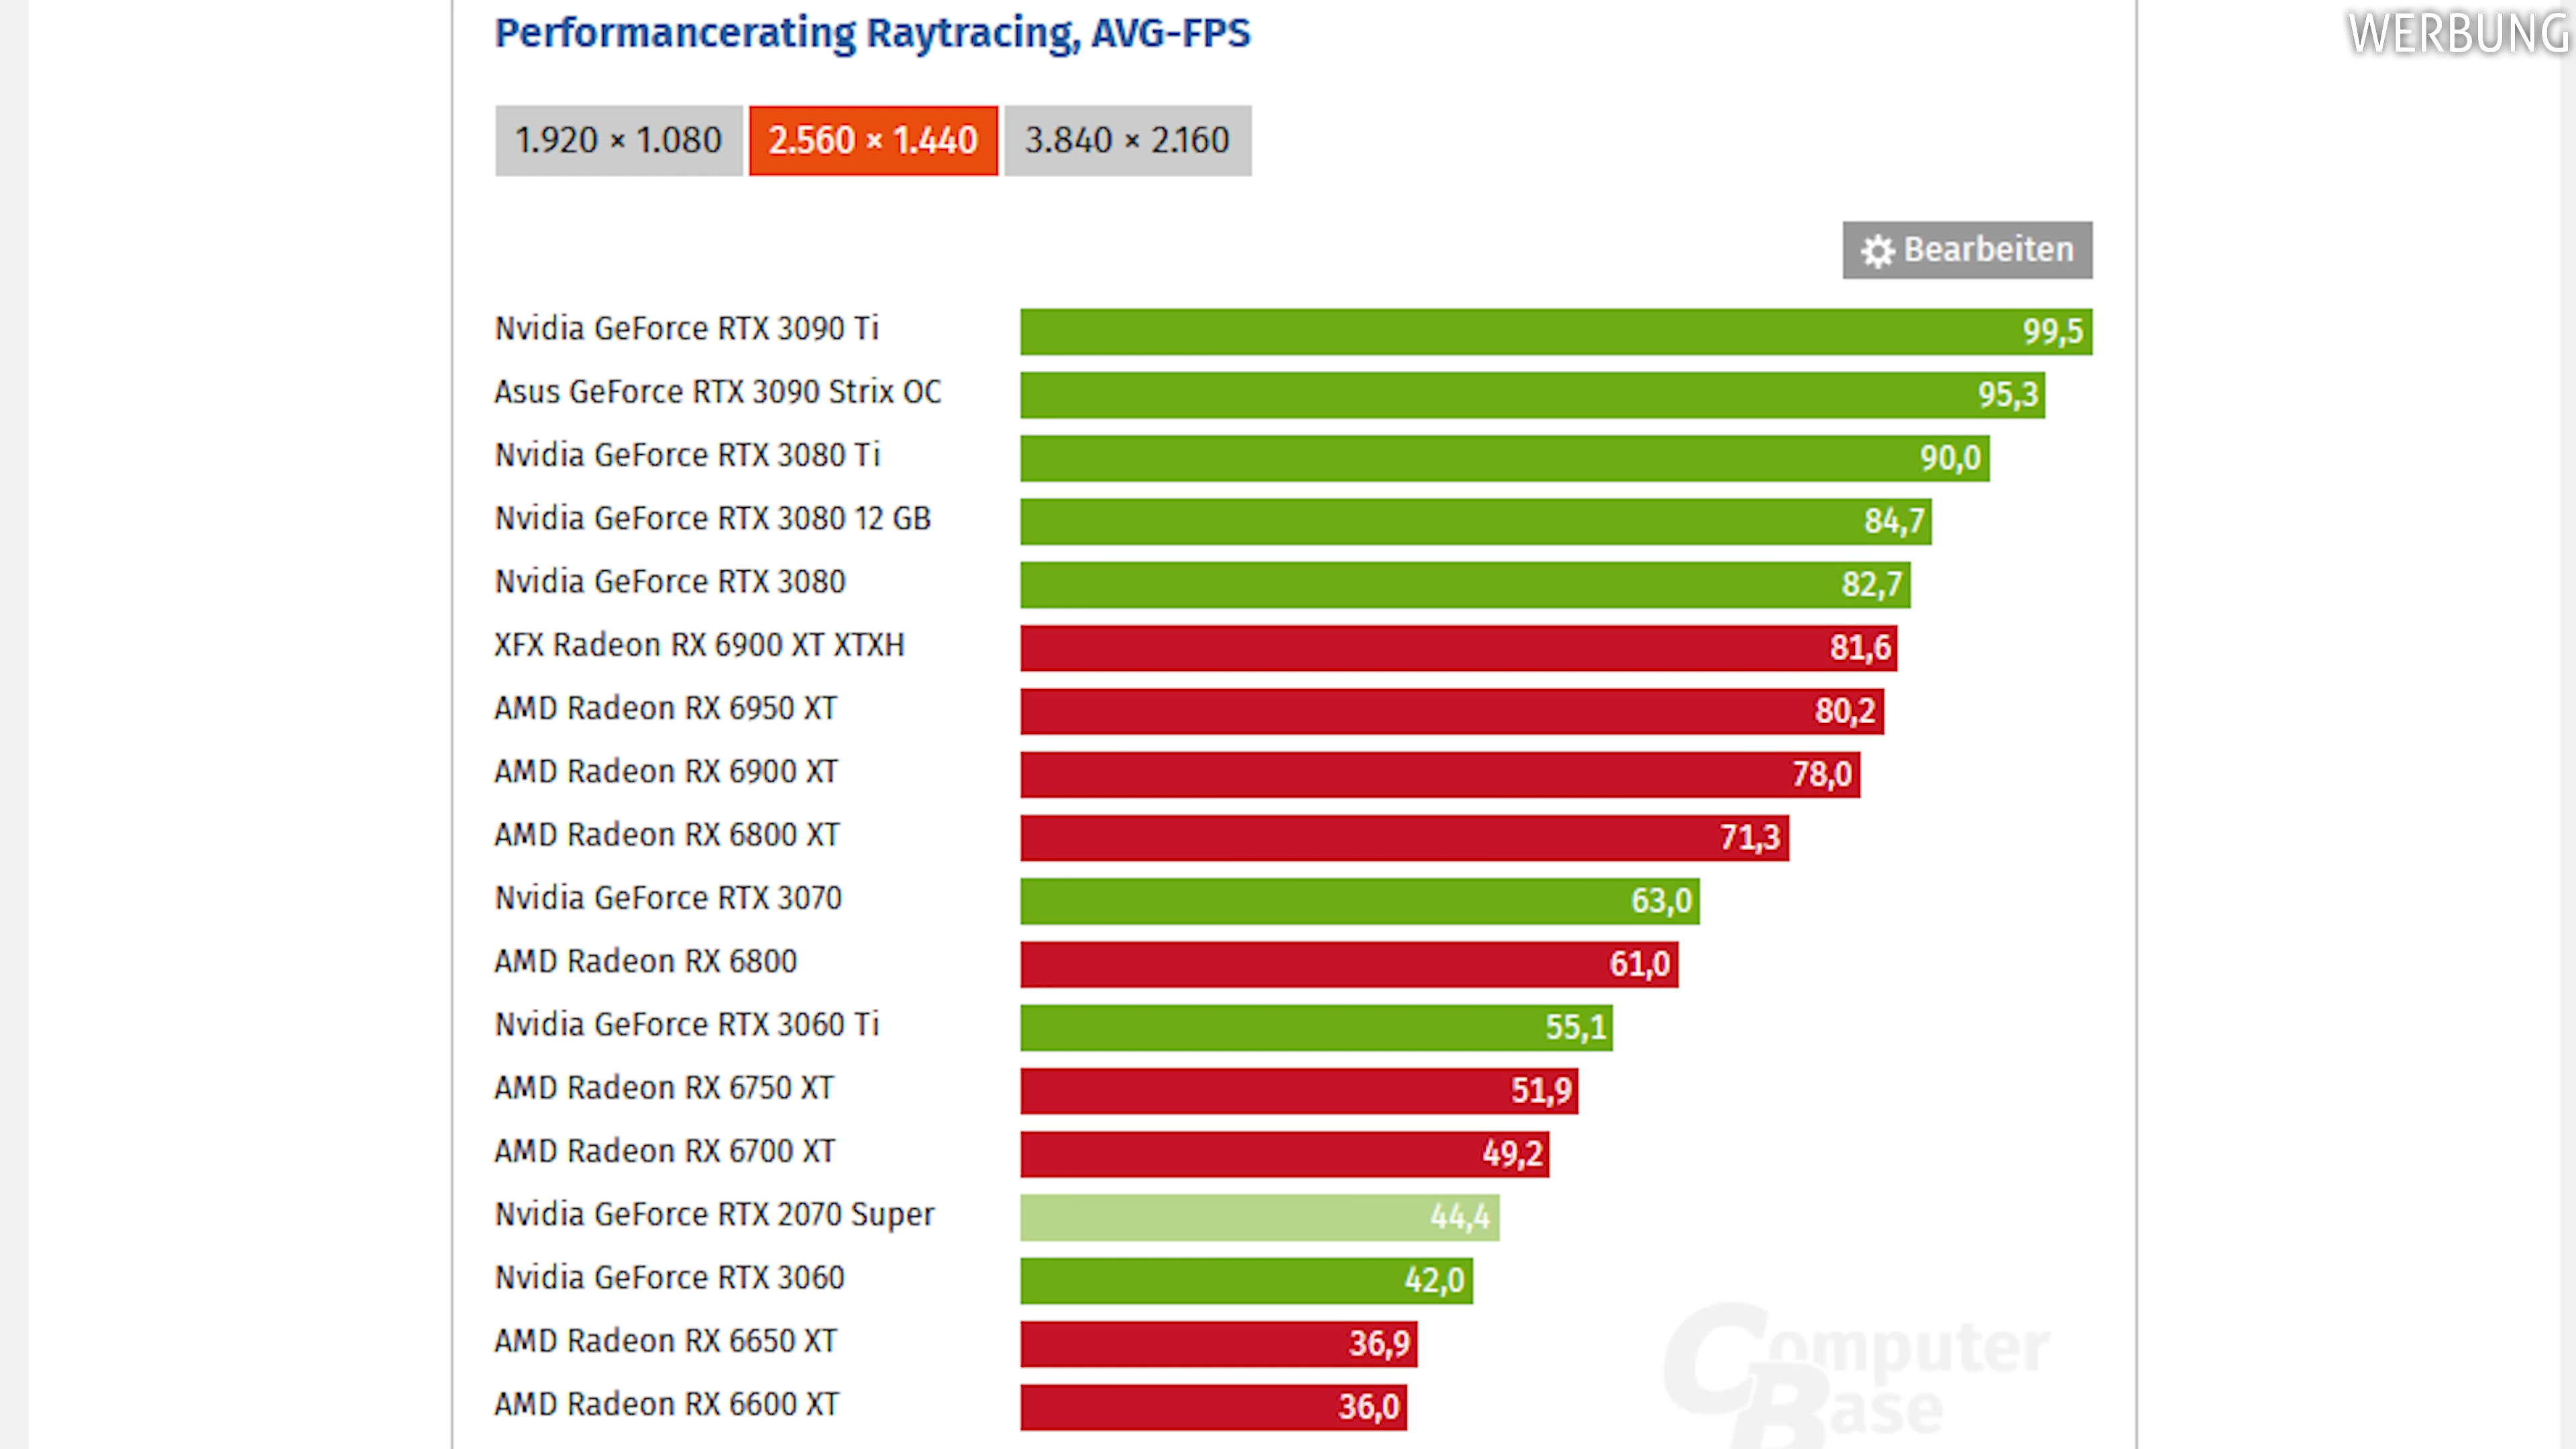 WERBUNG
Performancerating Raytracing, AVG-FPS
1.920 × 1.080 2.560 × 1.440 3.840 × 2.160
Bearbeiten
Nvidia GeForce RTX 3090 Ti 99,5
Asus GeForce RTX 3090 Strix OC 95,3
Nvidia GeForce RTX 3080 Ti 90,0
Nvidia GeForce RTX 3080 12 GB 84,7
Nvidia GeForce RTX 3080 82,7
XFX Radeon RX 6900 XT XTXH 81,6
AMD Radeon RX 6950 XT 80,2
AMD Radeon RX 6900 XT 78,0
AMD Radeon RX 6800 XT 71,3
Nvidia GeForce RTX 3070 63,0
AMD Radeon RX 6800 61,0
Nvidia GeForce RTX 3060 Ti 55,1
AMD Radeon RX 6750 XT 51,9
AMD Radeon RX 6700 XT 49,2
Nvidia GeForce RTX 2070 Super 44,4
Nvidia GeForce RTX 3060 42,0
AMD Radeon RX 6650 XT 36,9
AMD Radeon RX 6600 XT 36,0
Computer
Base